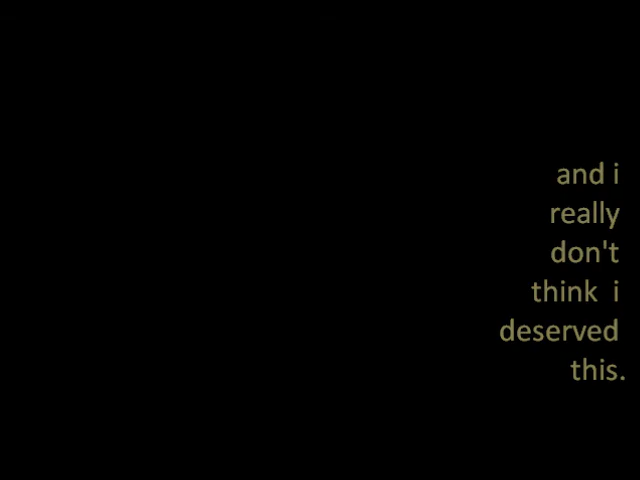 and i
really
don't
think  i
deserved
this.